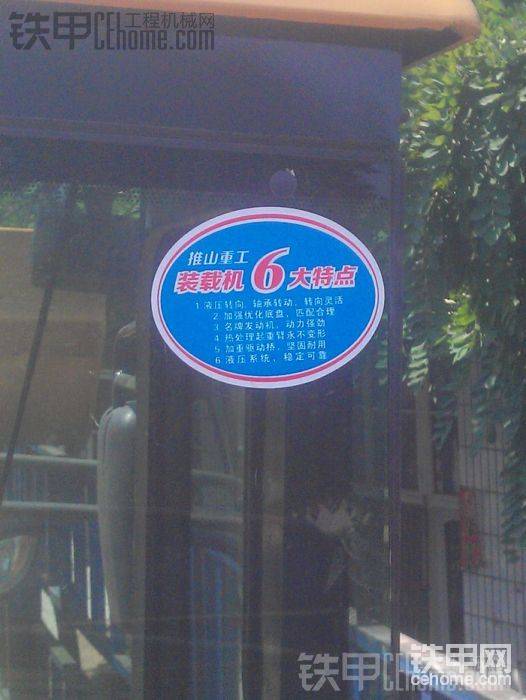 铁甲工程机械网
CEhome.com
推山重工
装载机6大特点
1 液压转向，轴承转动，转向灵活
2. 加强优化底盘，匹配合理
3. 名牌发动机，动力强劲
4. 热处理起重臂永不变形
5. 加重驱动桥，坚固耐用
6. 液压系统，稳定可靠
铁甲CEhome.com
铁甲网
cehome.com